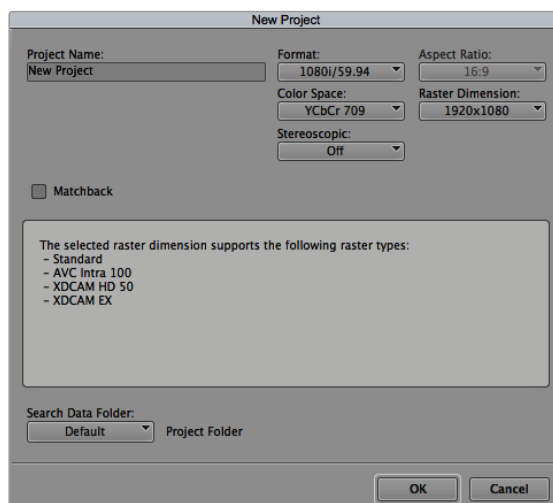 New Project
Project Name:
New Project
Format:
1080i/59.94
Aspect Ratio:
16:9
Color Space:
YCbCr 709
Raster Dimension:
1920x1080
Stereoscopic:
Off
Matchback
The selected raster dimension supports the following raster types:
- Standard
- AVC Intra 100
- XDCAM HD 50
- XDCAM EX
Search Data Folder:
Default
Project Folder
OK
Cancel